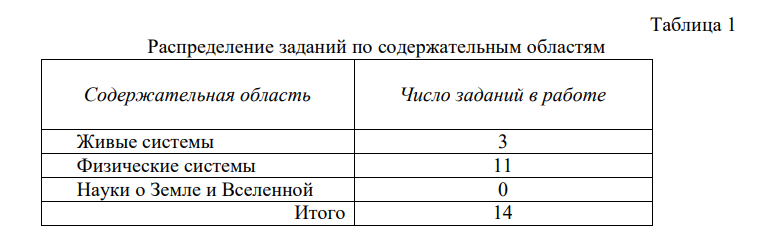 Таблица 1
Распределение заданий по содержательным областям
Содержательная область Число заданий в работе
Живые системы 3
Физические системы 11
Науки о Земле и Вселенной 0
Итого 14